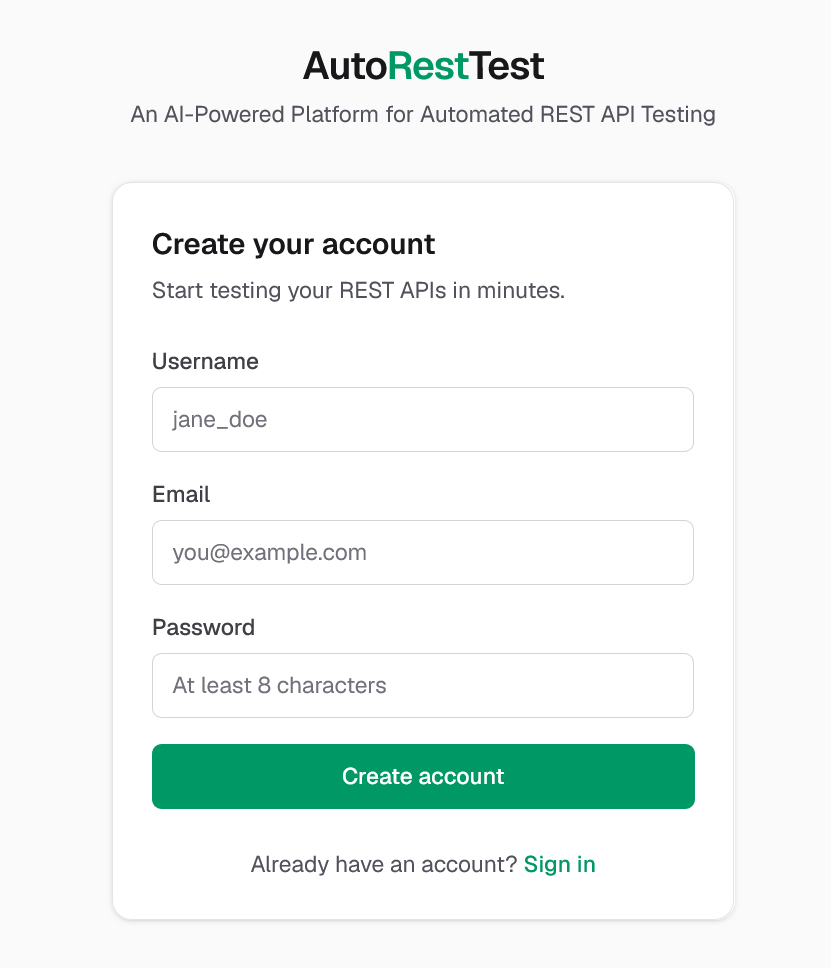 AutoRestTest
An AI-Powered Platform for Automated REST API Testing
Create your account
Start testing your REST APIs in minutes.
Username
jane_doe
Email
you@example.com
Password
At least 8 characters
Create account
Already have an account? Sign in